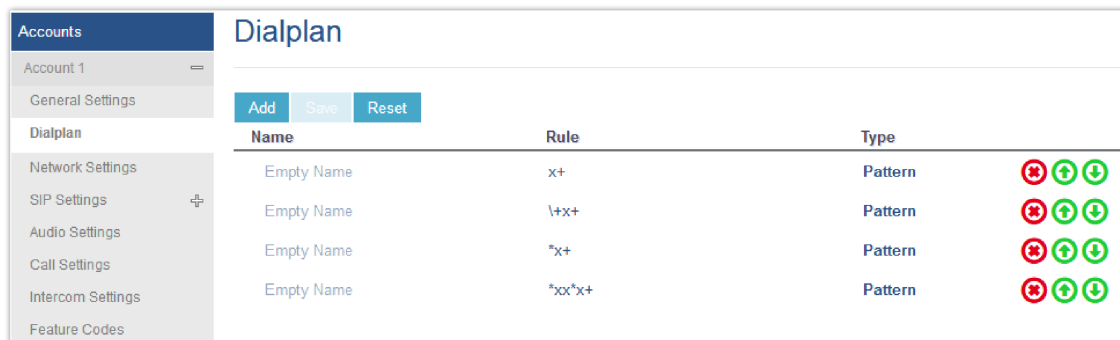 Accounts
Account 1
General Settings
Dialplan
Network Settings
SIP Settings
Audio Settings
Call Settings
Intercom Settings
Feature Codes
Dialplan
Add Save Reset
Name Rule Type
Empty Name x+ Pattern
Empty Name \+x+ Pattern
Empty Name *x+ Pattern
Empty Name *xx*x+ Pattern